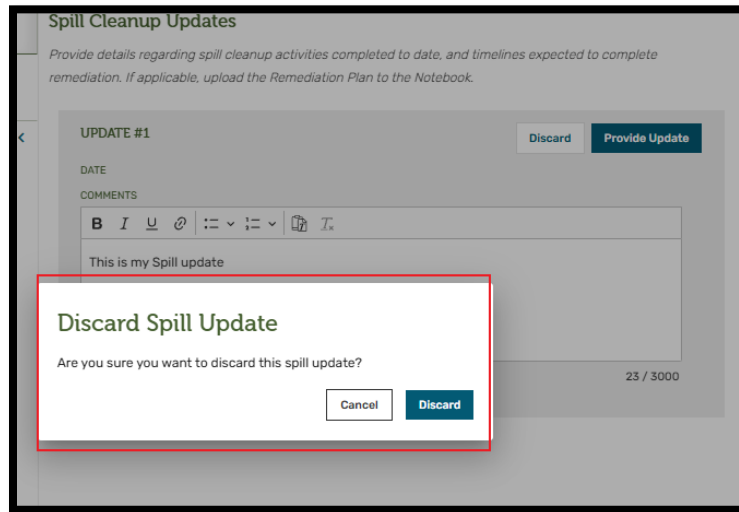 Spill Cleanup Updates
Provide details regarding spill cleanup activities completed to date, and timelines expected to complete
remediation. If applicable, upload the Remediation Plan to the Notebook.
UPDATE #1
Discard
Provide Update
DATE
COMMENTS
B I U
This is my Spill update
Discard Spill Update
Are you sure you want to discard this spill update?
23 / 3000
Cancel
Discard